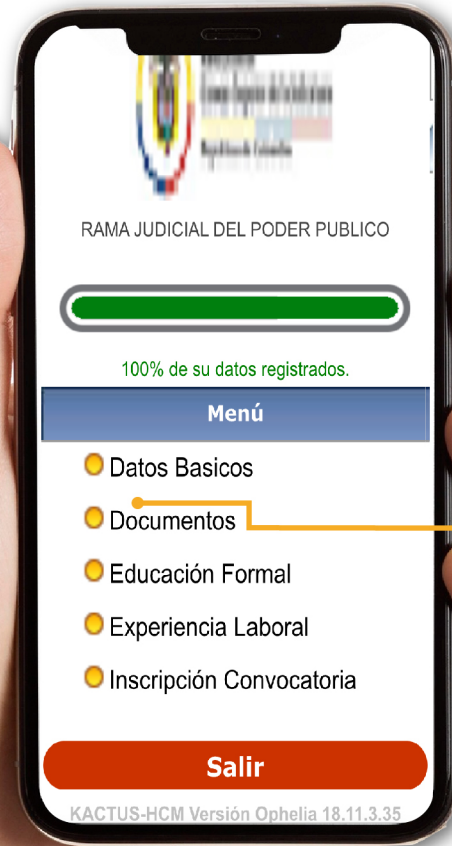 RAMA JUDICIAL DEL PODER PUBLICO
100% de su datos registrados.
Menú
Datos Basicos
Documentos
Educación Formal
Experiencia Laboral
Inscripción Convocatoria
Salir
KACTUS-HCM Versión Ophelia 18.11.3.35